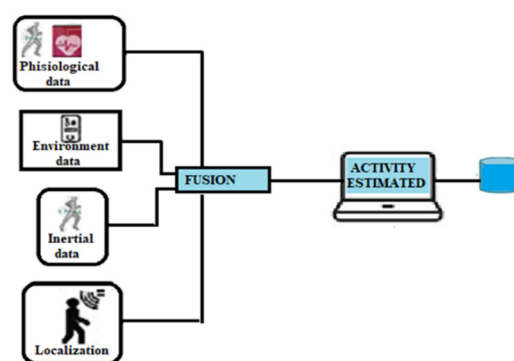 Phisiological
data
Environment
data
Inertial
data
Localization
FUSION
ACTIVITY
ESTIMATED